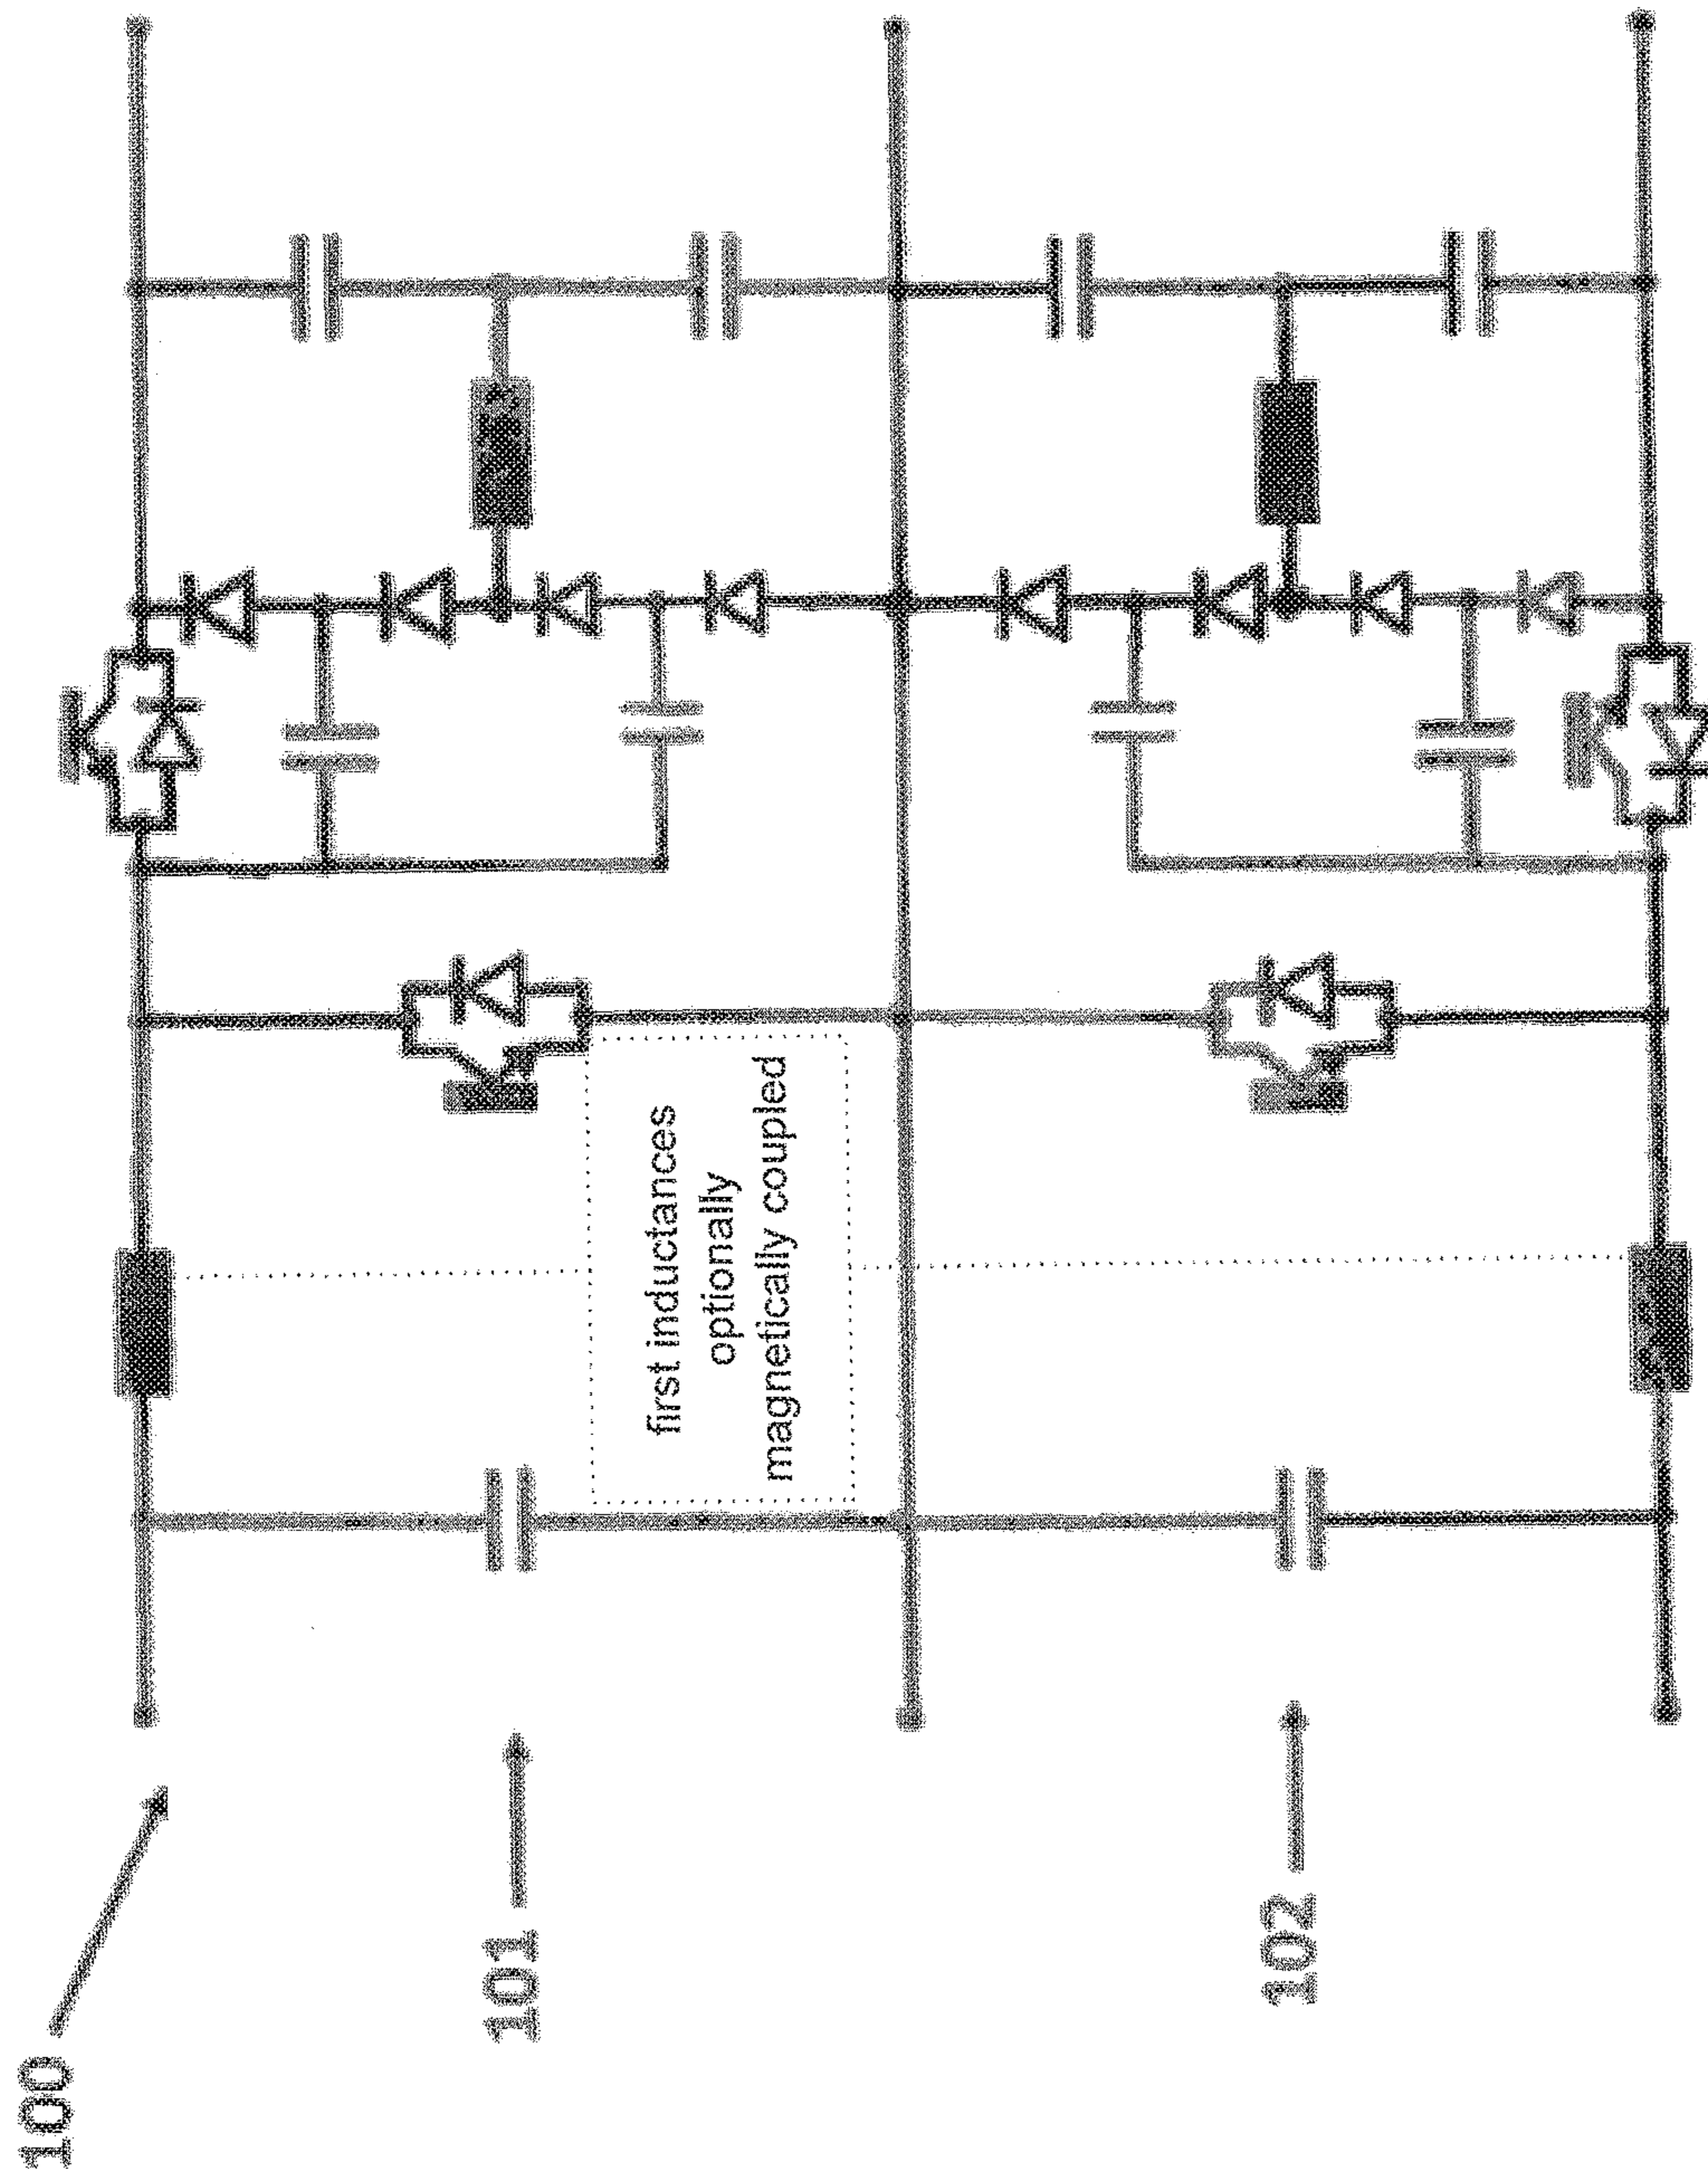 100
101
102
first inductances
optionally
magnetically coupled